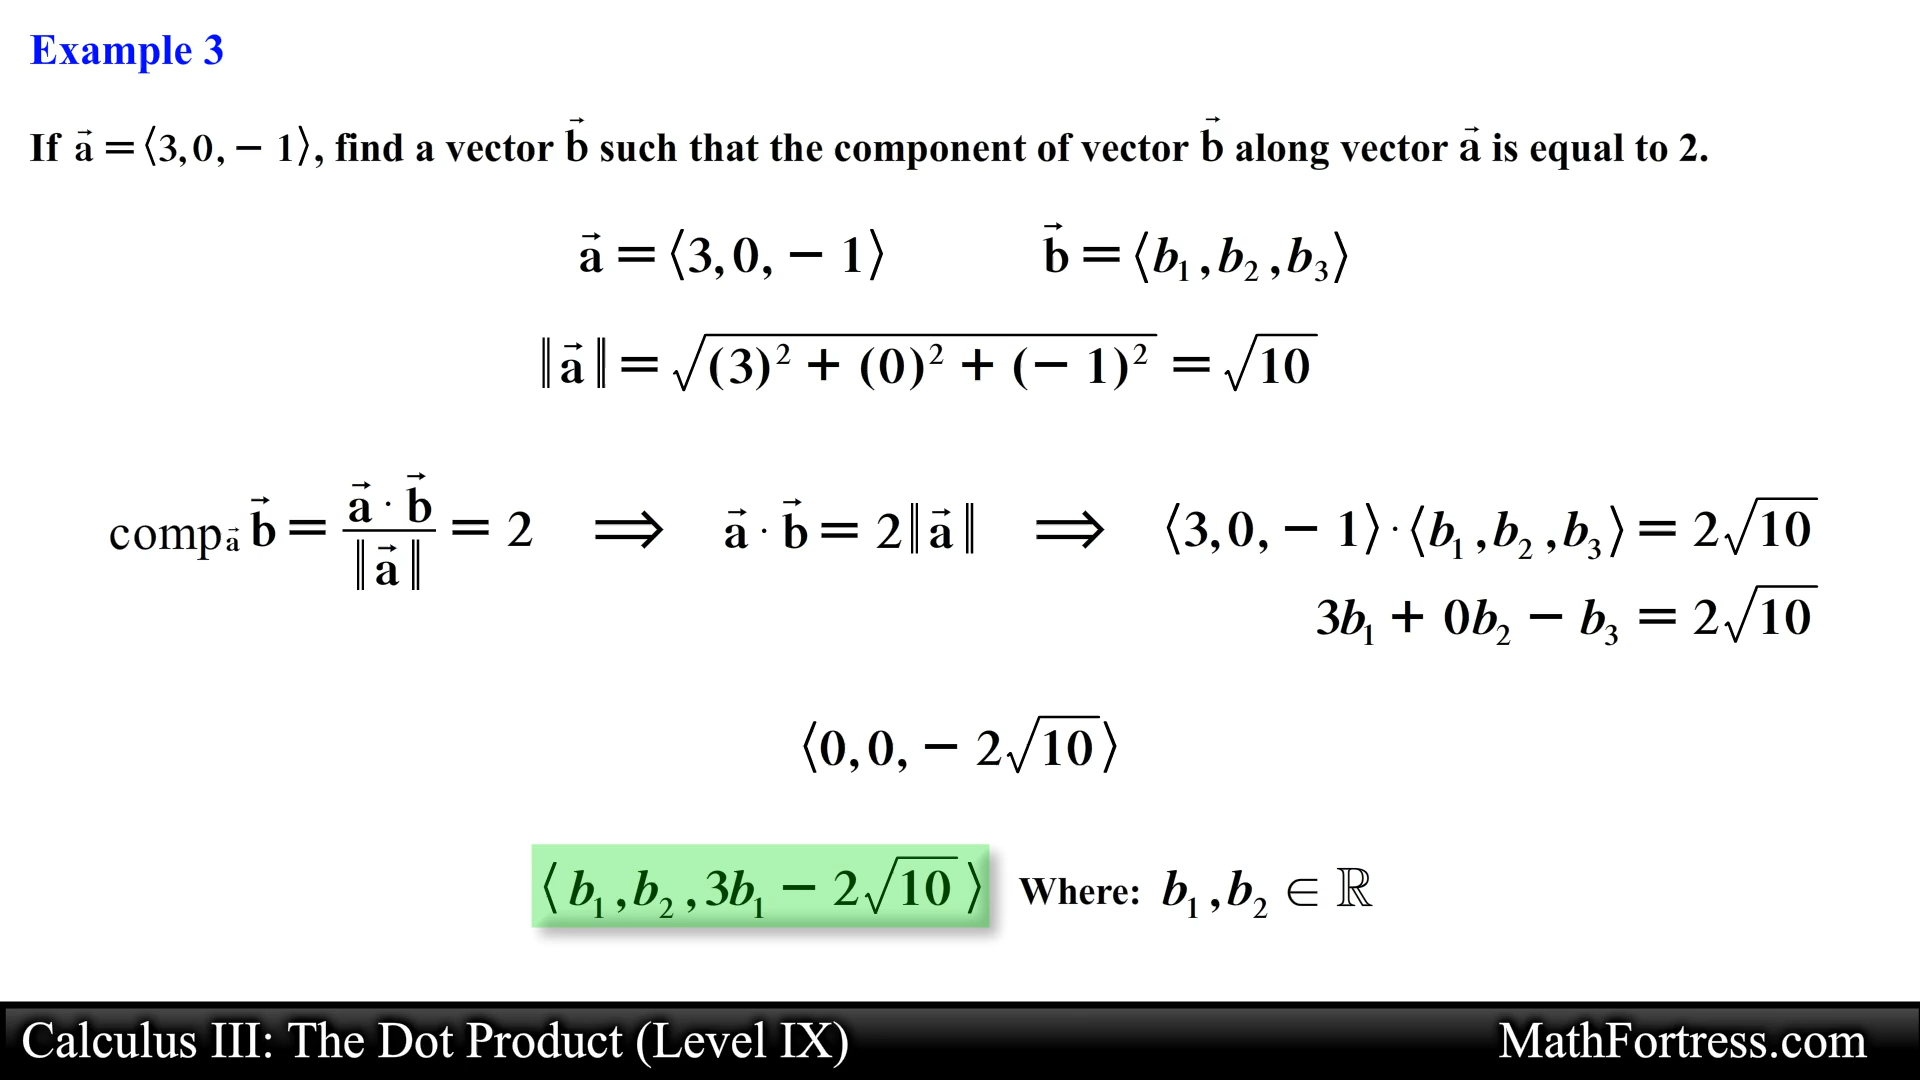 Example 3
If a⃗ = ⟨3, 0, − 1⟩, find a vector b⃗ such that the component of vector b⃗ along vector a⃗ is equal to 2.
a⃗ = ⟨3, 0, − 1⟩ b⃗ = ⟨b₁, b₂, b₃⟩
‖a⃗‖ = √((3)² + (0)² + (− 1)²) = √10
comp_a⃗ b⃗ = (a⃗ · b⃗)/‖a⃗‖ = 2 ⟹ a⃗ · b⃗ = 2‖a⃗‖ ⟹ ⟨3, 0, − 1⟩ · ⟨b₁, b₂, b₃⟩ = 2√10
3b₁ + 0b₂ − b₃ = 2√10
⟨0, 0, − 2√10⟩
⟨b₁, b₂, 3b₁ − 2√10⟩ Where: b₁, b₂ ∈ ℝ
Calculus III: The Dot Product (Level IX) MathFortress.com